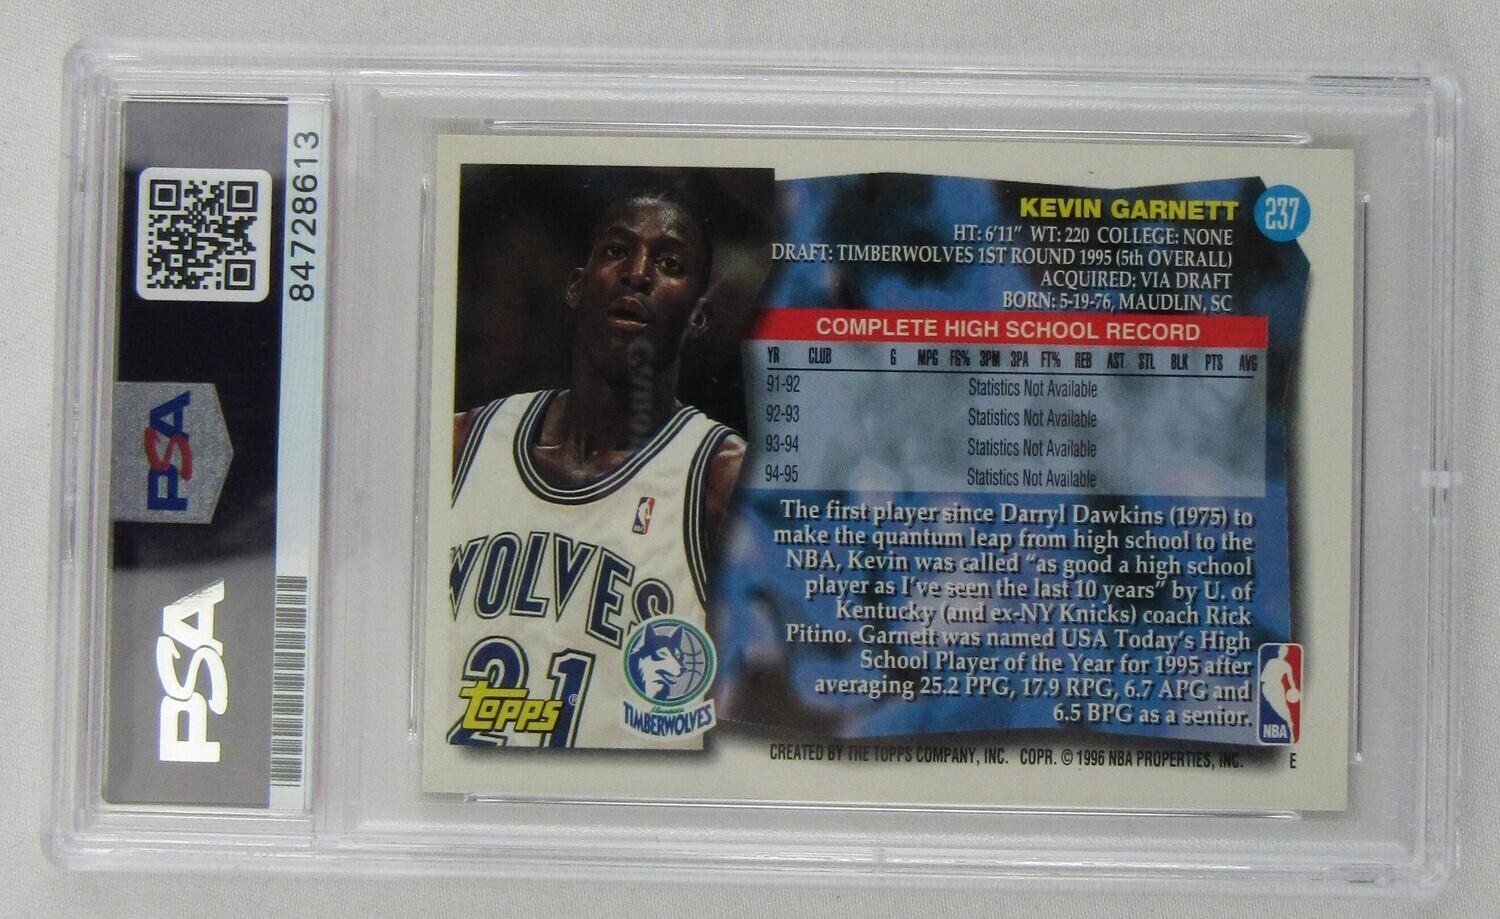 84728613
PSA
PSA
237
KEVIN GARNETT
HT: 6'11" WT: 220 COLLEGE: NONE
DRAFT: TIMBERWOLVES 1ST ROUND 1995 (5th OVERALL)
ACQUIRED: VIA DRAFT
BORN: 5-19-76, MAUDLIN, SC
COMPLETE HIGH SCHOOL RECORD
YR CLUB G MPG FG% 3PM 3PA FT% REB AST STL BLK PTS AVG
91-92 Statistics Not Available
92-93 Statistics Not Available
93-94 Statistics Not Available
94-95 Statistics Not Available
The first player since Darryl Dawkins (1975) to
make the quantum leap from high school to the
NBA, Kevin was called "as good a high school
player as I've seen the last 10 years" by U. of
Kentucky (and ex-NY Knicks) coach Rick
Pitino. Garnett was named USA Today's High
School Player of the Year for 1995 after
averaging 25.2 PPG, 17.9 RPG, 6.7 APG and
6.5 BPG as a senior.
WOLVES
21
TOPPS®
TIMBERWOLVES
NBA
CREATED BY THE TOPPS COMPANY, INC. COPR. © 1996 NBA PROPERTIES, INC. E